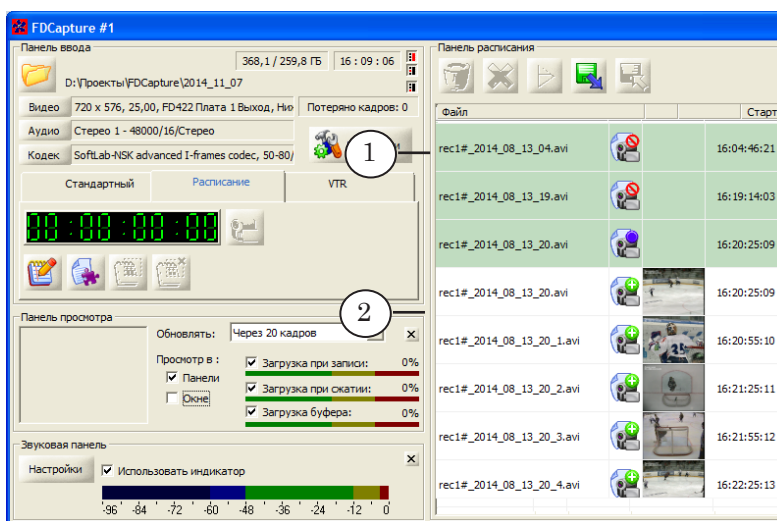 FDCapture #1
Панель ввода
368,1 / 259,8 ГБ 16 : 09 : 06
D:\Проекты\FDCapture\2014_11_07
Видео 720 x 576, 25,00, FD422 Плата 1 Выход, Ни Потеряно кадров: 0
Аудио Стерео 1 - 48000/16/Стерео
Кодек SoftLab-NSK advanced I-frames codec, 50-80/
Стандартный Расписание VTR
00:00:00:00
Панель просмотра
Обновлять: Через 20 кадров
Просмотр в :
Панели
Окне
Загрузка при записи: 0%
Загрузка при сжатии: 0%
Загрузка буфера: 0%
Звуковая панель
Настройки Использовать индикатор
-96 -84 -72 -60 -48 -36 -24 -12 0
1
2
Панель расписания
Файл Старт
rec1#_2014_08_13_04.avi 16:04:46:21
rec1#_2014_08_13_19.avi 16:19:14:03
rec1#_2014_08_13_20.avi 16:20:25:09
rec1#_2014_08_13_20.avi 16:20:25:09
rec1#_2014_08_13_20_1.avi 16:20:55:10
rec1#_2014_08_13_20_2.avi 16:21:25:11
rec1#_2014_08_13_20_3.avi 16:21:55:12
rec1#_2014_08_13_20_4.avi 16:22:25:13